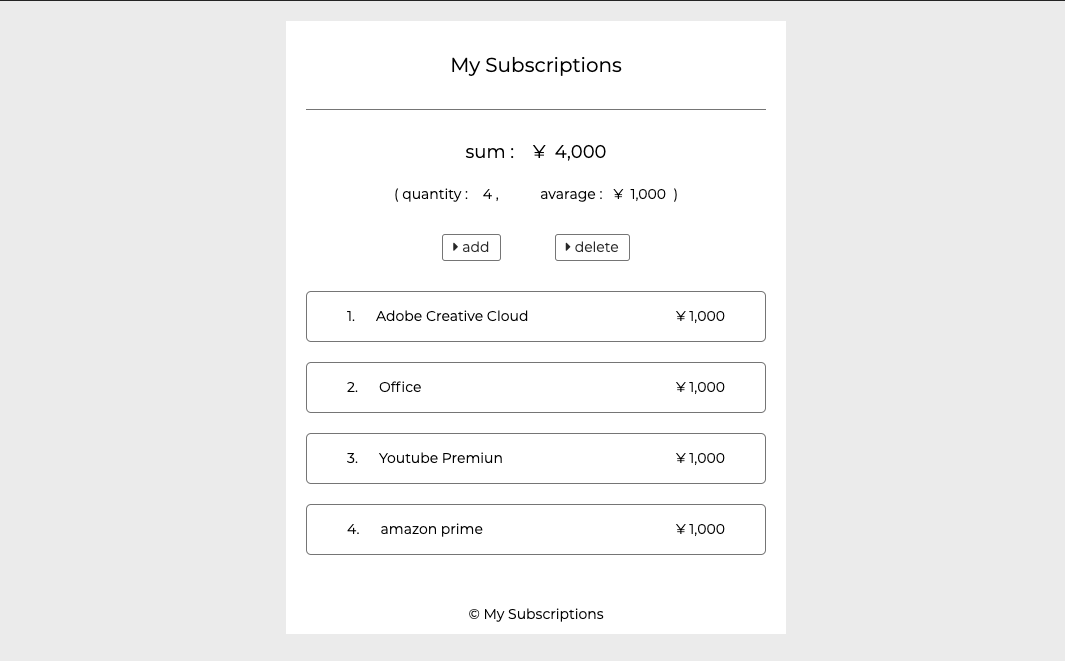 My Subscriptions
sum : ¥ 4,000
( quantity : 4 , avarage : ¥ 1,000 )
add delete
1. Adobe Creative Cloud ¥ 1,000
2. Office ¥ 1,000
3. Youtube Premiun ¥ 1,000
4. amazon prime ¥ 1,000
© My Subscriptions